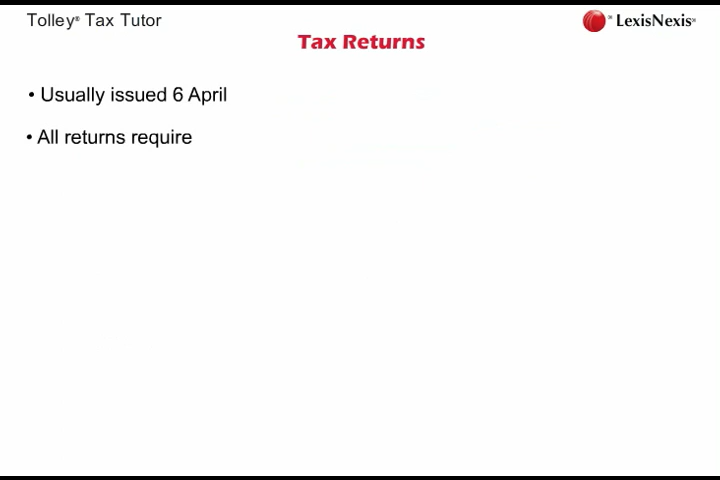 Tolley® Tax Tutor
LexisNexis®
Tax Returns
• Usually issued 6 April
• All returns require